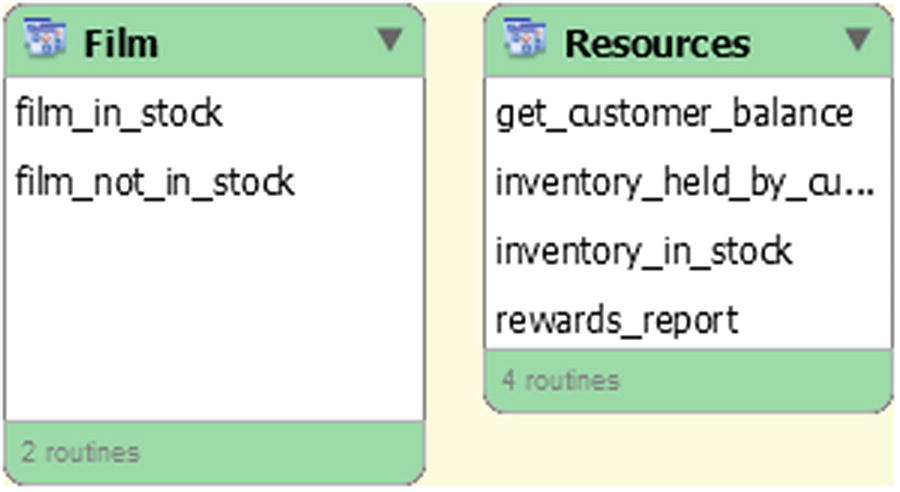 Film
film_in_stock
film_not_in_stock
2 routines
Resources
get_customer_balance
inventory_held_by_cu...
inventory_in_stock
rewards_report
4 routines